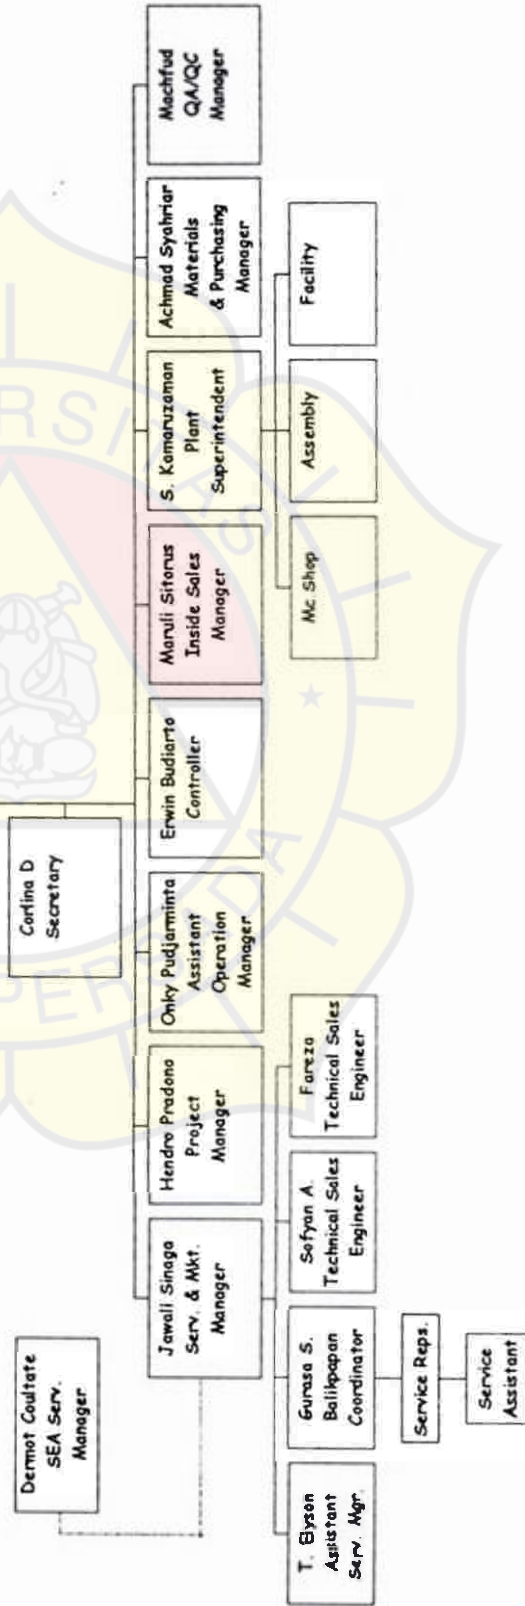 Dermot Coultate
SEA Serv.
Manager
Carlina D
Secretary
Jawali Sinaga
Serv. & Mkt.
Manager
Hendro Pradono
Project
Manager
Onky Pudjarminta
Assistant
Operation
Manager
Erwin Budiarto
Controller
Maruli Sitorus
Inside Sales
Manager
S. Kamaruzaman
Plant
Superintendent
Achmad Syahriar
Materials
& Purchasing
Manager
Machfud
QA/QC
Manager
T. Elyson
Assistant
Serv. Mgr.
Gurasa S.
Balikpapan
Coordinator
Sofyan A.
Technical Sales
Engineer
Fareza
Technical Sales
Engineer
Mc Shop
Assembly
Facility
Service Reps.
Service
Assistant
PERSADA